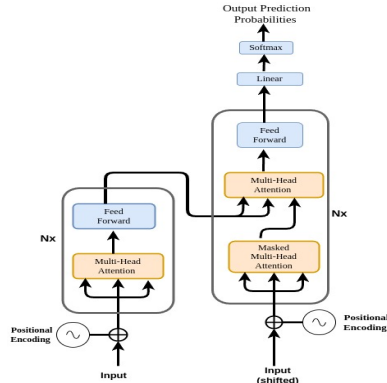 Output Prediction
Probabilities
Softmax
Linear
Feed
Forward
Multi-Head
Attention
Nx
Masked
Multi-Head
Attention
Positional
Encoding
Input
(shifted)
Feed
Forward
Nx
Multi-Head
Attention
Positional
Encoding
Input